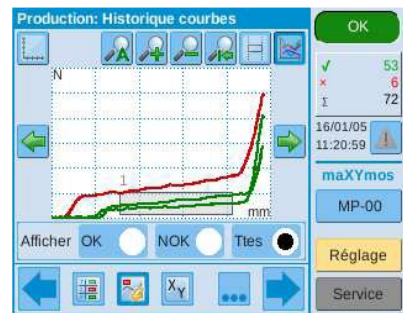 Production: Historique courbes
OK
A
N
1
mm
√ 53
× 6
Σ 72
16/01/05
11:20:59
maXYmos
MP-00
Afficher OK NOK Ttes
Réglage
XY
...
Service